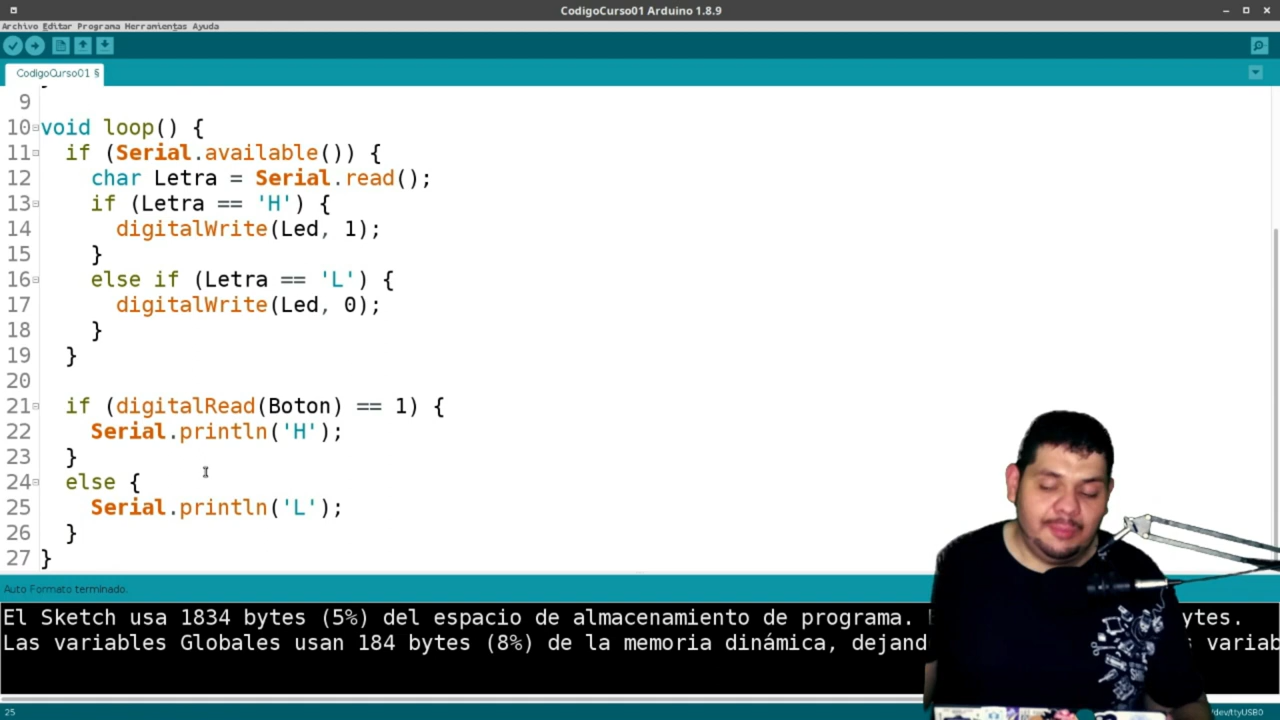 CodigoCurso01 Arduino 1.8.9
Archivo Editar Programa Herramientas Ayuda
CodigoCurso01 §
9
10 void loop() {
11 if (Serial.available()) {
12 char Letra = Serial.read();
13 if (Letra == 'H') {
14 digitalWrite(Led, 1);
15 }
16 else if (Letra == 'L') {
17 digitalWrite(Led, 0);
18 }
19 }
20
21 if (digitalRead(Boton) == 1) {
22 Serial.println('H');
23 }
24 else {
25 Serial.println('L');
26 }
27 }
Auto Formato terminado.
El Sketch usa 1834 bytes (5%) del espacio de almacenamiento de programa. ytes.
Las variables Globales usan 184 bytes (8%) de la memoria dinámica, dejand variab
25 /dev/ttyUSB0